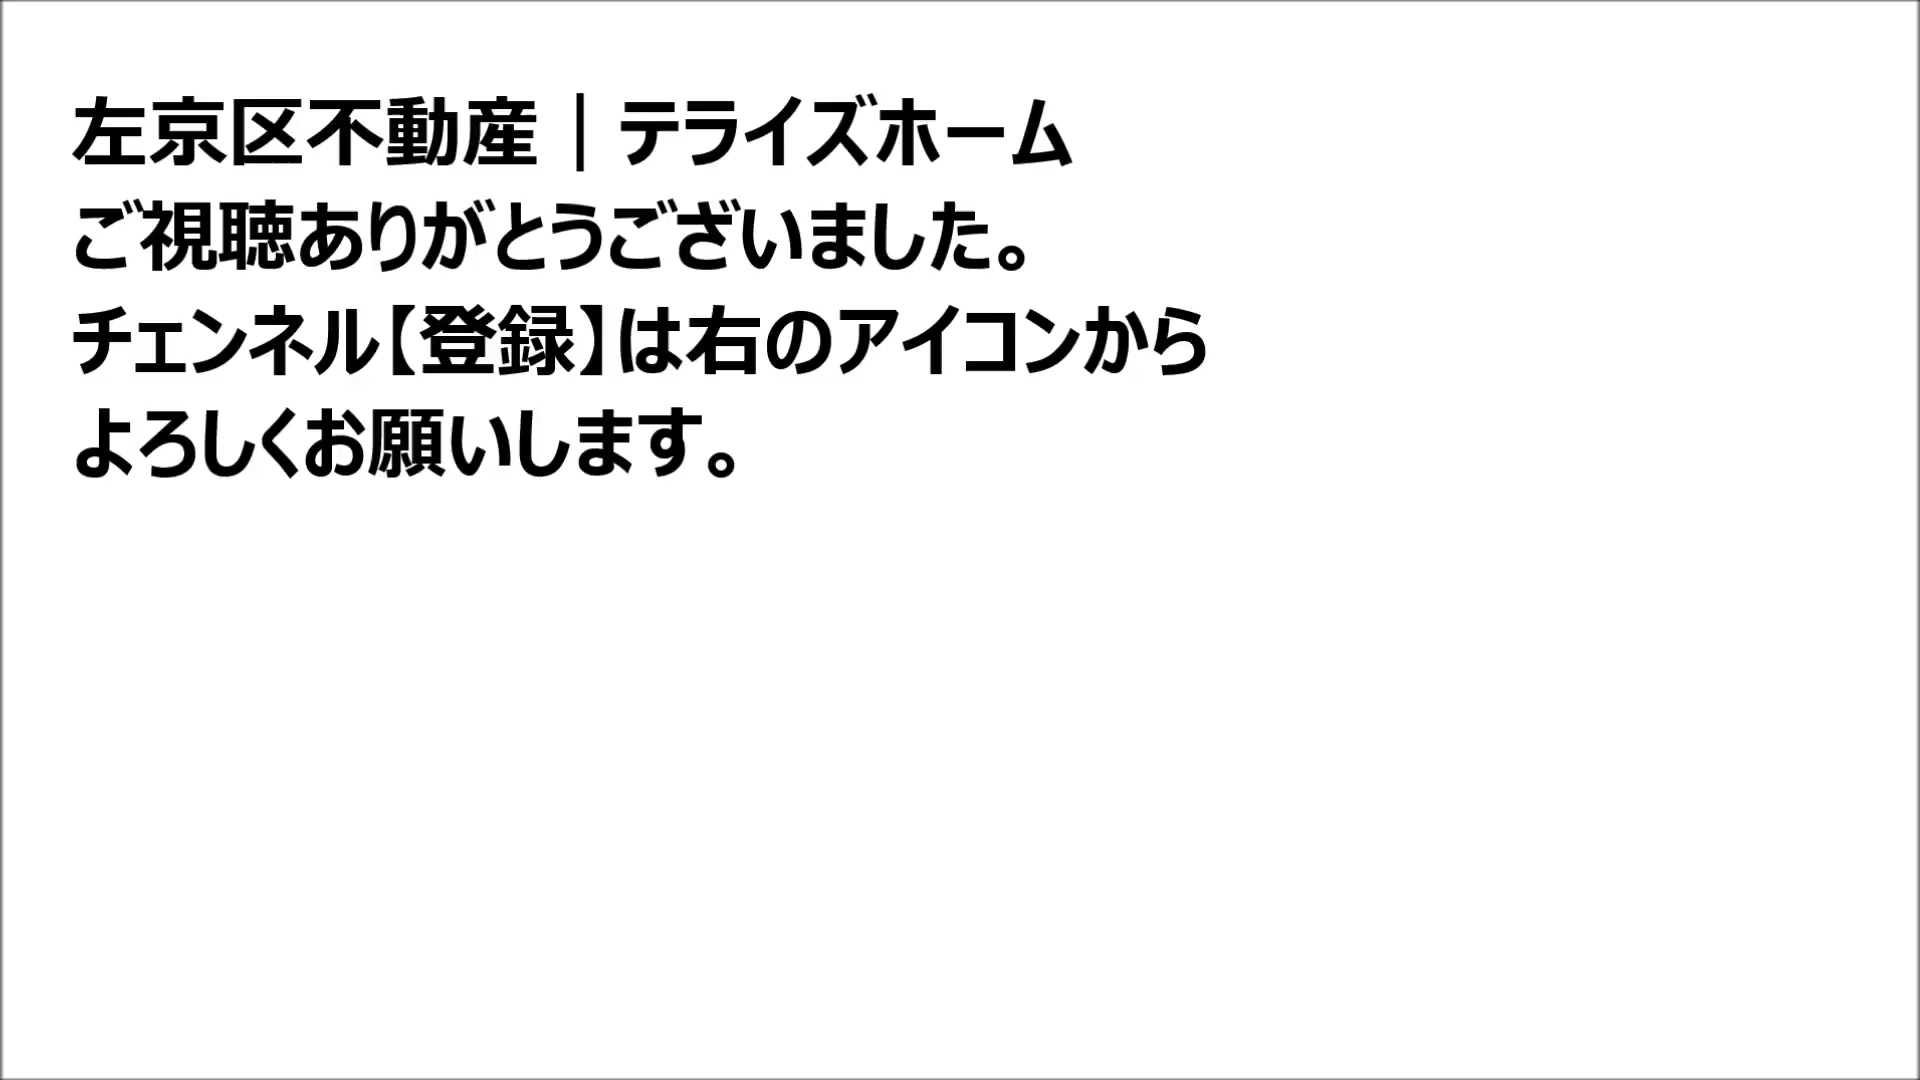 左京区不動産｜テライズホーム
ご視聴ありがとうございました。
チェンネル【登録】は右のアイコンから
よろしくお願いします。